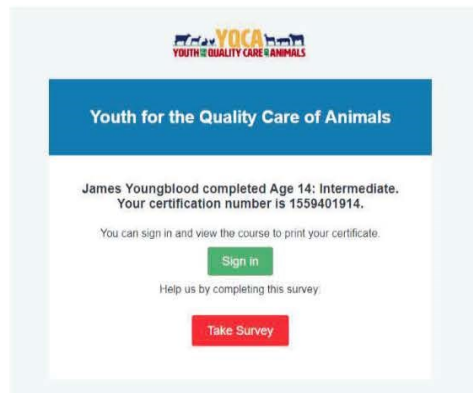 YQCA
YOUTH FOR THE QUALITY CARE OF ANIMALS
Youth for the Quality Care of Animals
James Youngblood completed Age 14: Intermediate.
Your certification number is 1559401914.
You can sign in and view the course to print your certificate.
Sign in
Help us by completing this survey:
Take Survey